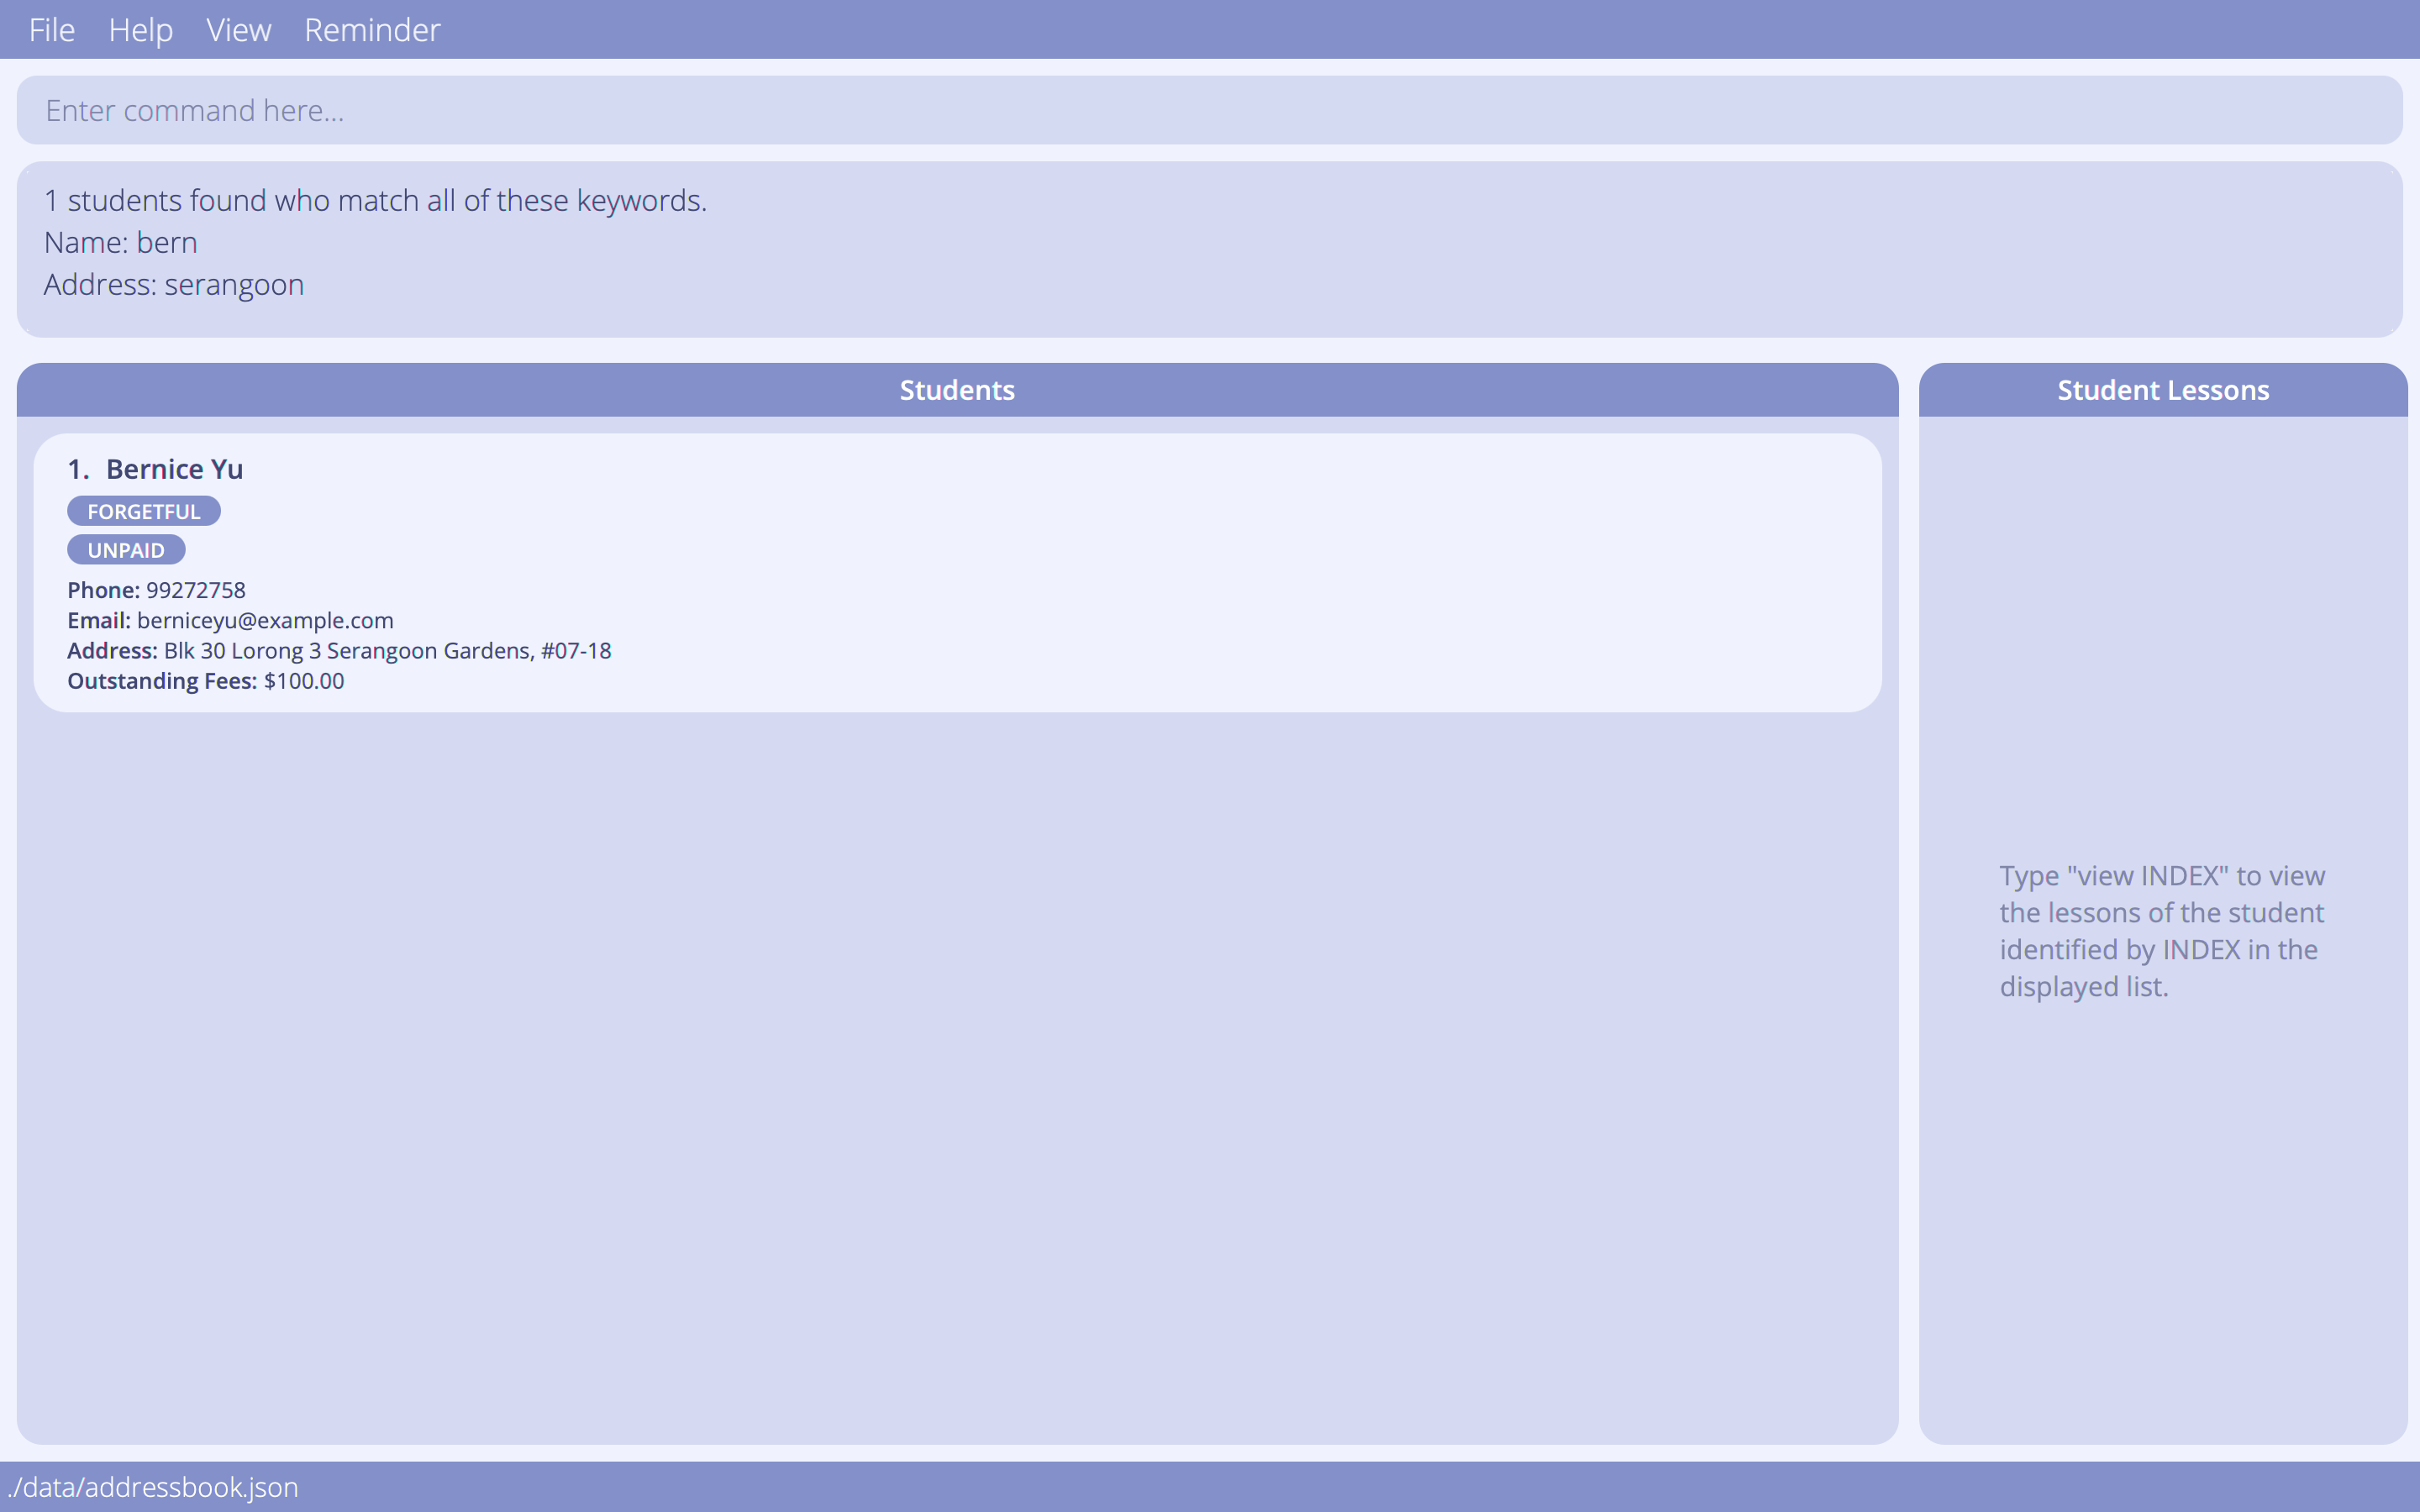 File Help View Reminder
Enter command here...
1 students found who match all of these keywords.
Name: bern
Address: serangoon
Students
1. Bernice Yu
FORGETFUL
UNPAID
Phone: 99272758
Email: berniceyu@example.com
Address: Blk 30 Lorong 3 Serangoon Gardens, #07-18
Outstanding Fees: $100.00
Student Lessons
Type "view INDEX" to view
the lessons of the student
identified by INDEX in the
displayed list.
./data/addressbook.json